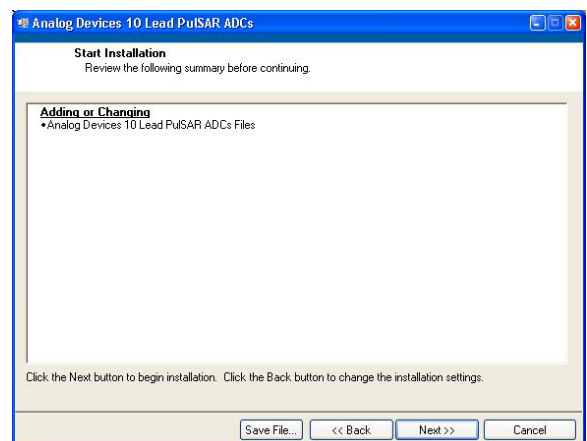 Analog Devices 10 Lead PulSAR ADCs
Start Installation
Review the following summary before continuing.
Adding or Changing
•Analog Devices 10 Lead PulSAR ADCs Files
Click the Next button to begin installation. Click the Back button to change the installation settings.
Save File... << Back Next >> Cancel